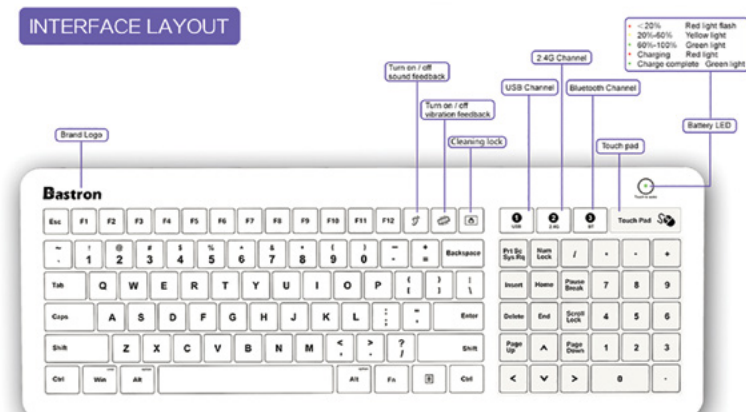 INTERFACE LAYOUT
<20% Red light flash
20%-60% Yellow light
60%-100% Green light
Charging Red light
Charge complete Green light
2.4G Channel
Turn on / off
sound feedback
USB Channel
Bluetooth Channel
Turn on / off
vibration feedback
Battery LED
Brand Logo
Cleaning lock
Touch pad
Bastron
Esc F1 F2 F3 F4 F5 F6 F7 F8 F9 F10 F11 F12
1 2 3 Touch Pad
USB 2.4G BT
~ ! @ # $ % ^ & * ( ) - +
1 2 3 4 5 6 7 8 9 0 = Backspace
Prt Sc Num / * - +
Sys Rq Lock
Tab Q W E R T Y U I O P { } |
[ ] \
Insert Home Pause 7 8 9
Break
Caps A S D F G H J K L : " Enter
;
Delete End Scroll 4 5 6
Lock
Shift Z X C V B N M < > ? Shift
, . /
Page ^ Page 1 2 3
Up Down
Ctrl Win Alt Alt Fn Ctrl
< v > 0 .